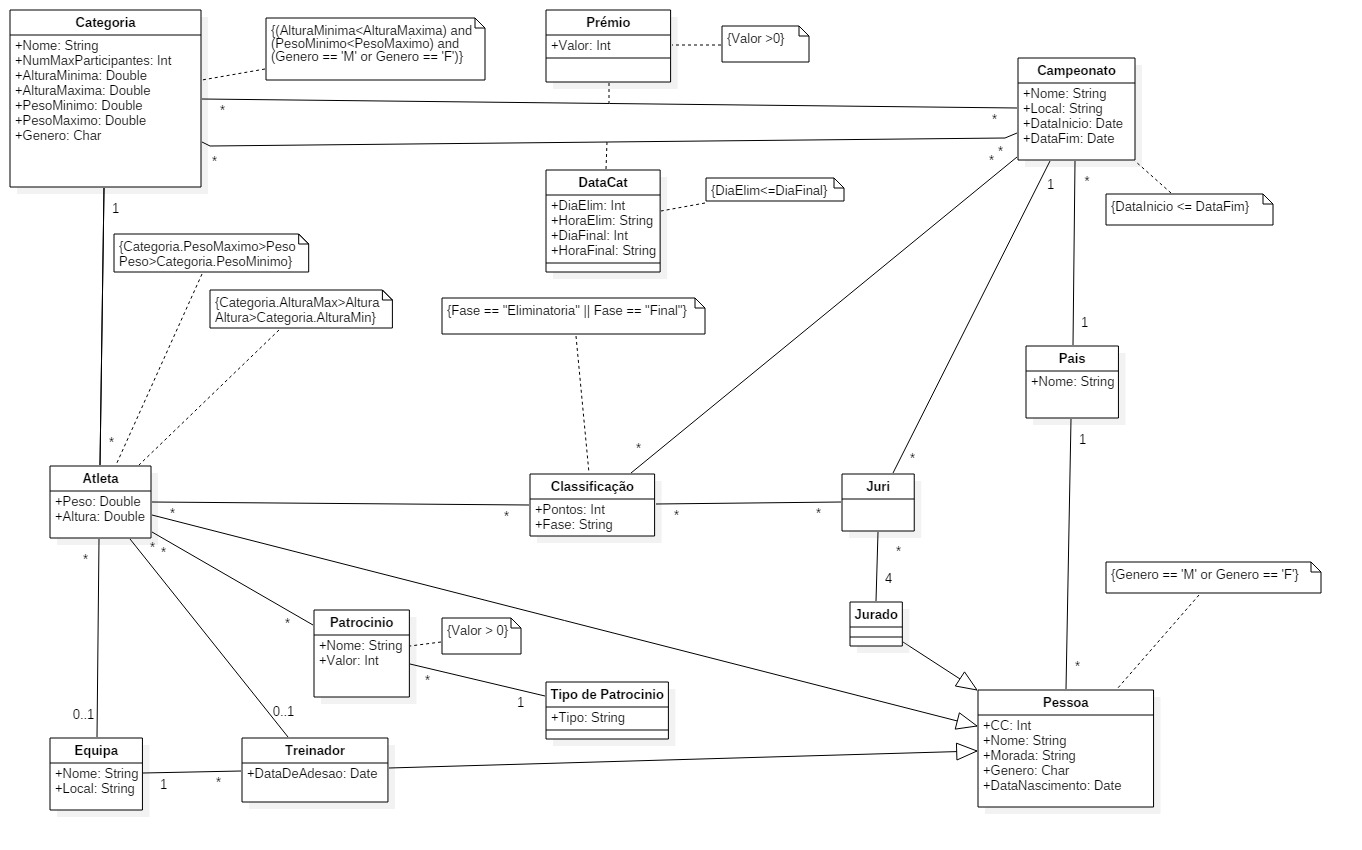 Categoria
+Nome: String
+NumMaxParticipantes: Int
+AlturaMinima: Double
+AlturaMaxima: Double
+PesoMinimo: Double
+PesoMaximo: Double
+Genero: Char
{(AlturaMinima<AlturaMaxima) and
(PesoMinimo<PesoMaximo) and
(Genero == 'M' or Genero == 'F')}
Prémio
+Valor: Int
{Valor >0}
Campeonato
+Nome: String
+Local: String
+DataInicio: Date
+DataFim: Date
*
*
*
*
*
DataCat
+DiaElim: Int
+HoraElim: String
+DiaFinal: Int
+HoraFinal: String
{DiaElim<=DiaFinal}
1
*
{DataInicio <= DataFim}
1
{Categoria.PesoMaximo>Peso
Peso>Categoria.PesoMinimo}
{Categoria.AlturaMax>Altura
Altura>Categoria.AlturaMin}
{Fase == "Eliminatoria" || Fase == "Final"}
1
Pais
+Nome: String
1
*
*
*
Atleta
+Peso: Double
+Altura: Double
*
*
Classificação
+Pontos: Int
+Fase: String
*
*
Juri
*
4
*
*
*
{Genero == 'M' or Genero == 'F'}
Jurado
*
Patrocinio
+Nome: String
+Valor: Int
{Valor > 0}
*
1
Tipo de Patrocinio
+Tipo: String
*
Pessoa
+CC: Int
+Nome: String
+Morada: String
+Genero: Char
+DataNascimento: Date
0..1
0..1
Equipa
+Nome: String
+Local: String
1
*
Treinador
+DataDeAdesao: Date